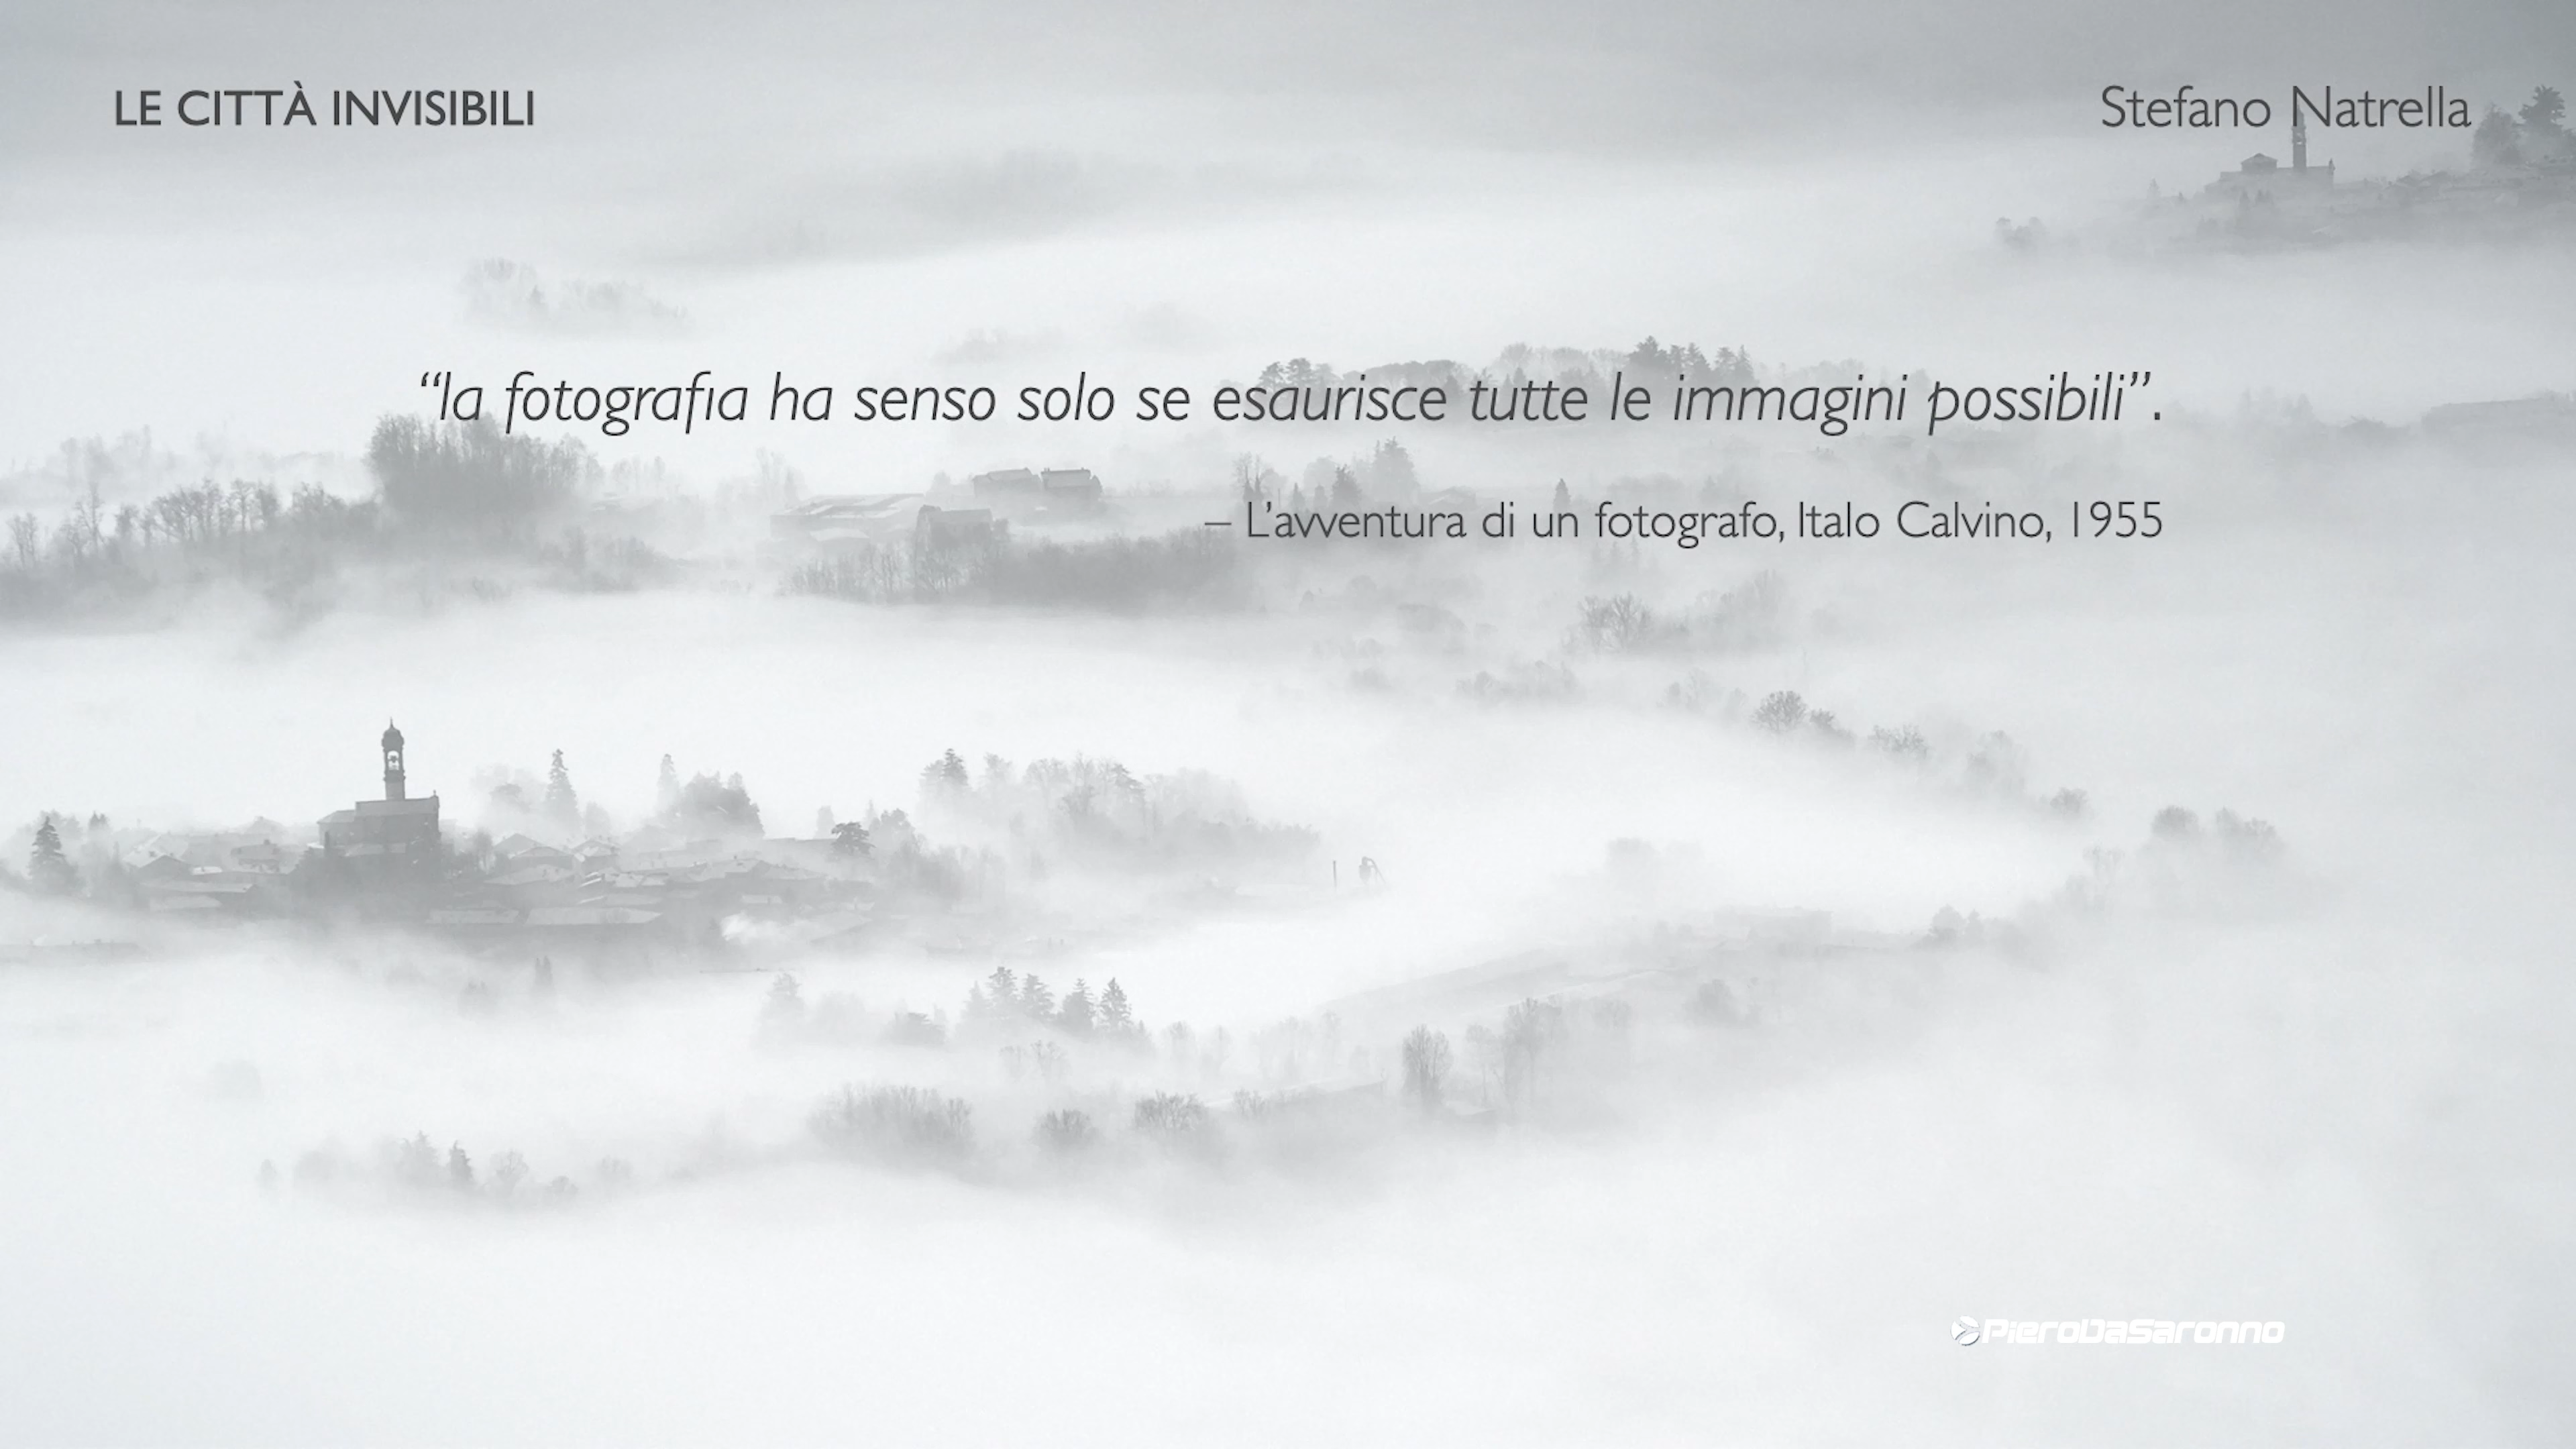 LE CITTÀ INVISIBILI
Stefano Natrella
“la fotografia ha senso solo se esaurisce tutte le immagini possibili”.
– L’avventura di un fotografo, Italo Calvino, 1955
PieroDaSaronno